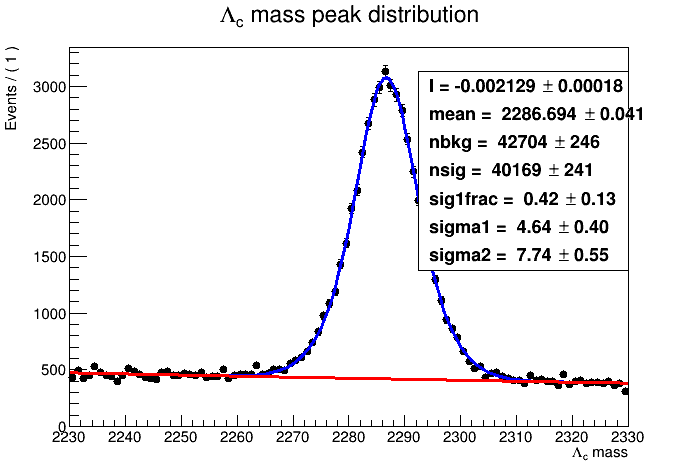 Λc mass peak distribution
Events / ( 1 )
3000
2500
2000
1500
1000
500
0
I = -0.002129 ± 0.00018
mean = 2286.694 ± 0.041
nbkg = 42704 ± 246
nsig = 40169 ± 241
sig1frac = 0.42 ± 0.13
sigma1 = 4.64 ± 0.40
sigma2 = 7.74 ± 0.55
2230 2240 2250 2260 2270 2280 2290 2300 2310 2320 2330
Λc mass